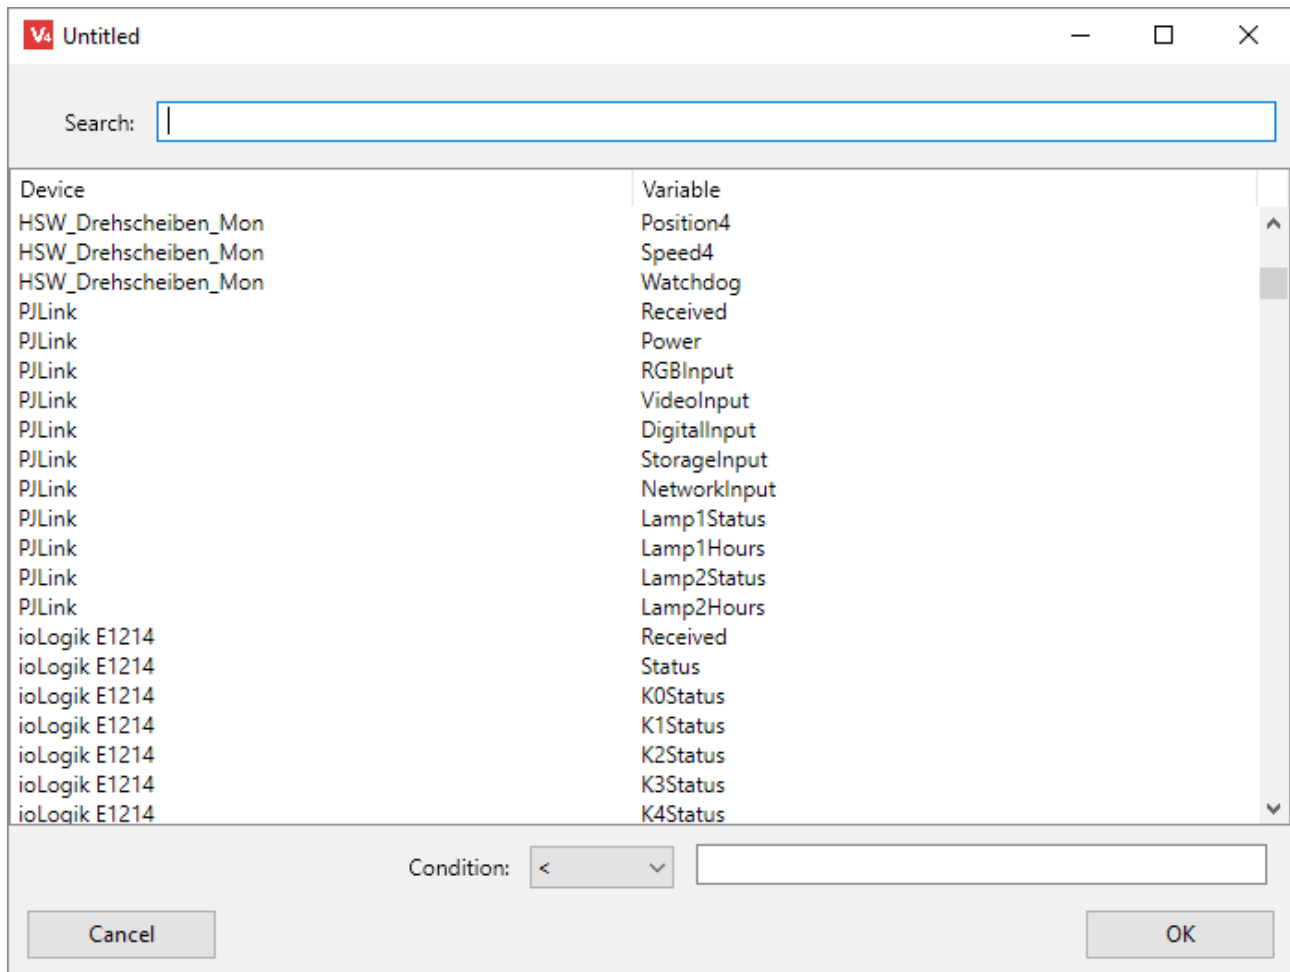 V4 Untitled
Search:
Device Variable
HSW_Drehscheiben_Mon Position4
HSW_Drehscheiben_Mon Speed4
HSW_Drehscheiben_Mon Watchdog
PJLink Received
PJLink Power
PJLink RGBInput
PJLink VideoInput
PJLink DigitalInput
PJLink StorageInput
PJLink NetworkInput
PJLink Lamp1Status
PJLink Lamp1Hours
PJLink Lamp2Status
PJLink Lamp2Hours
ioLogik E1214 Received
ioLogik E1214 Status
ioLogik E1214 K0Status
ioLogik E1214 K1Status
ioLogik E1214 K2Status
ioLogik E1214 K3Status
ioLogik E1214 K4Status
Condition: <
Cancel OK